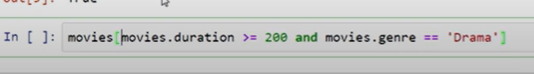 In [ ]: movies[movies.duration >= 200 and movies.genre == 'Drama']